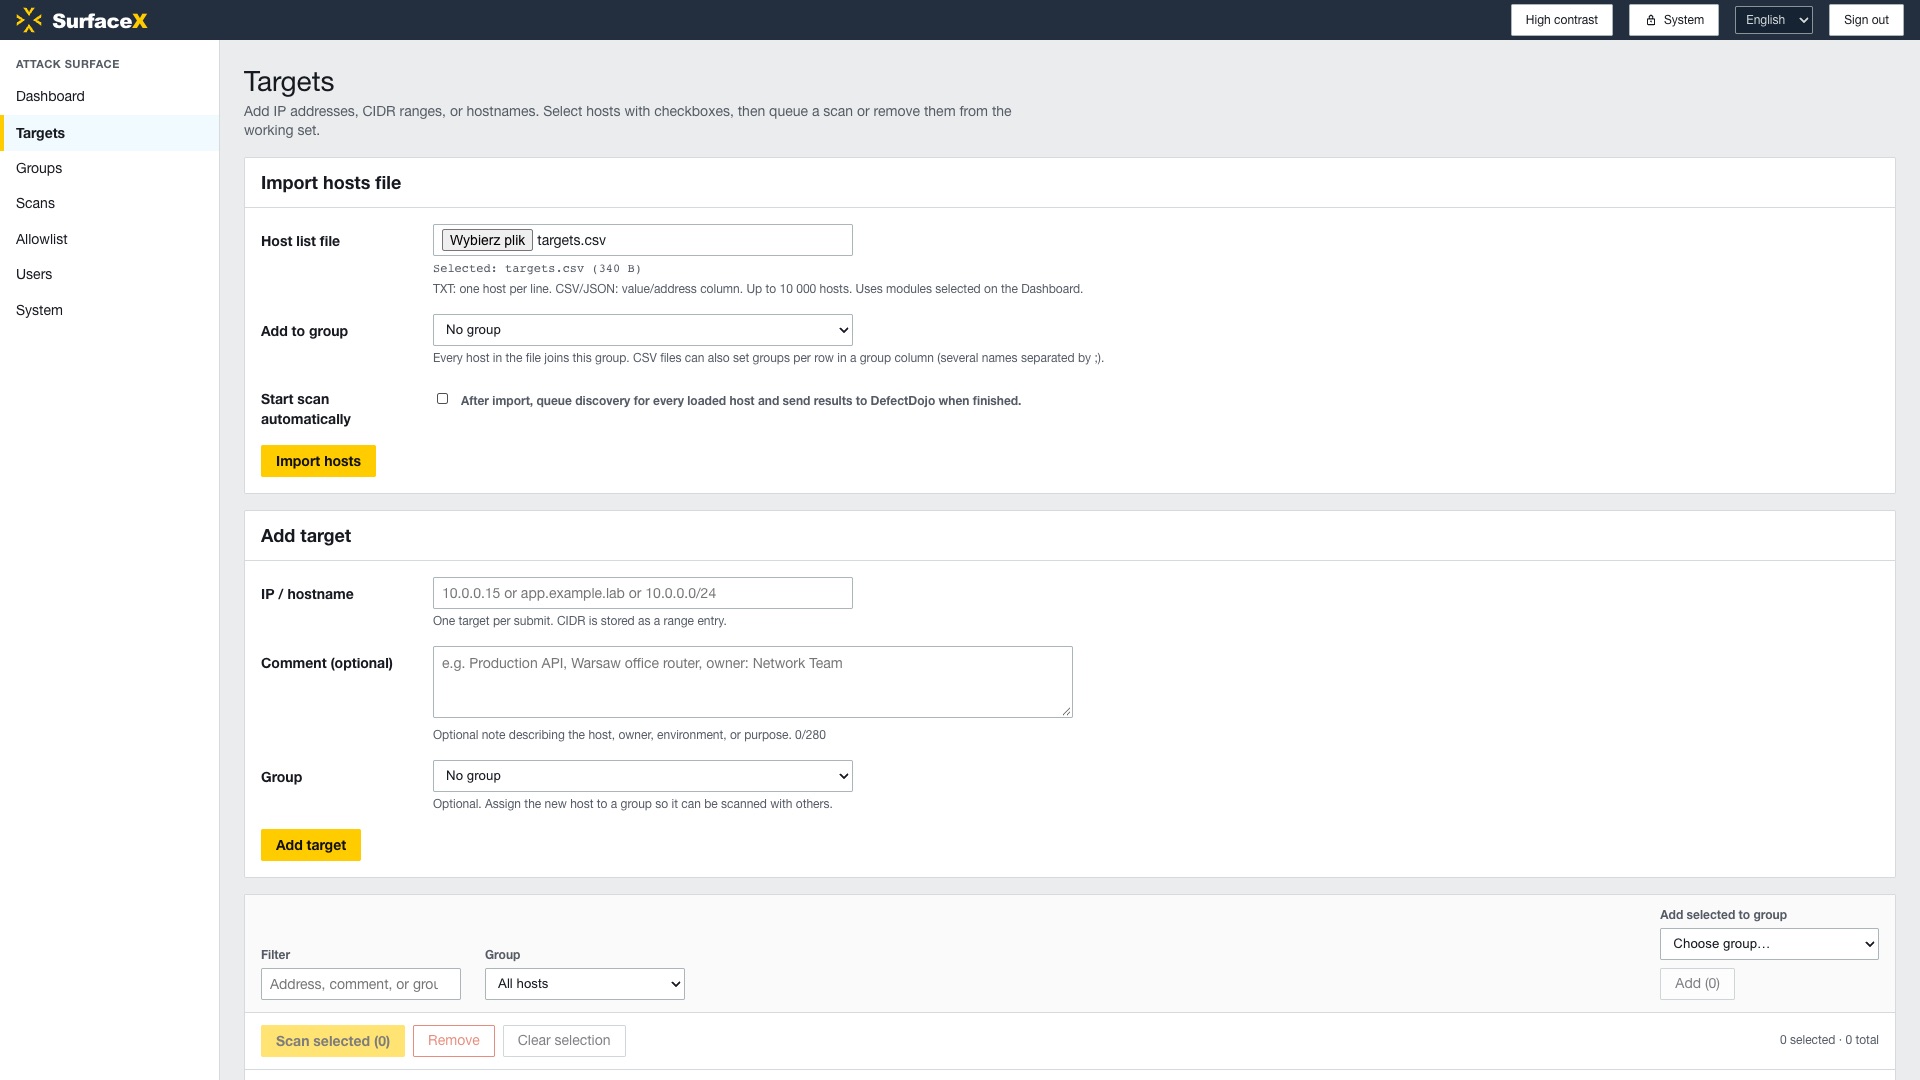 SurfaceX
High contrast
System
English
Sign out
ATTACK SURFACE
Dashboard
Targets
Groups
Scans
Allowlist
Users
System
Targets
Add IP addresses, CIDR ranges, or hostnames. Select hosts with checkboxes, then queue a scan or remove them from the
working set.
Import hosts file
Host list file
Wybierz plik targets.csv
Selected: targets.csv (340 B)
TXT: one host per line. CSV/JSON: value/address column. Up to 10 000 hosts. Uses modules selected on the Dashboard.
Add to group
No group
Every host in the file joins this group. CSV files can also set groups per row in a group column (several names separated by ;).
Start scan
automatically
After import, queue discovery for every loaded host and send results to DefectDojo when finished.
Import hosts
Add target
IP / hostname
10.0.0.15 or app.example.lab or 10.0.0.0/24
One target per submit. CIDR is stored as a range entry.
Comment (optional)
e.g. Production API, Warsaw office router, owner: Network Team
Optional note describing the host, owner, environment, or purpose. 0/280
Group
No group
Optional. Assign the new host to a group so it can be scanned with others.
Add target
Filter
Address, comment, or grou
Group
All hosts
Add selected to group
Choose group…
Add (0)
Scan selected (0)
Remove
Clear selection
0 selected · 0 total